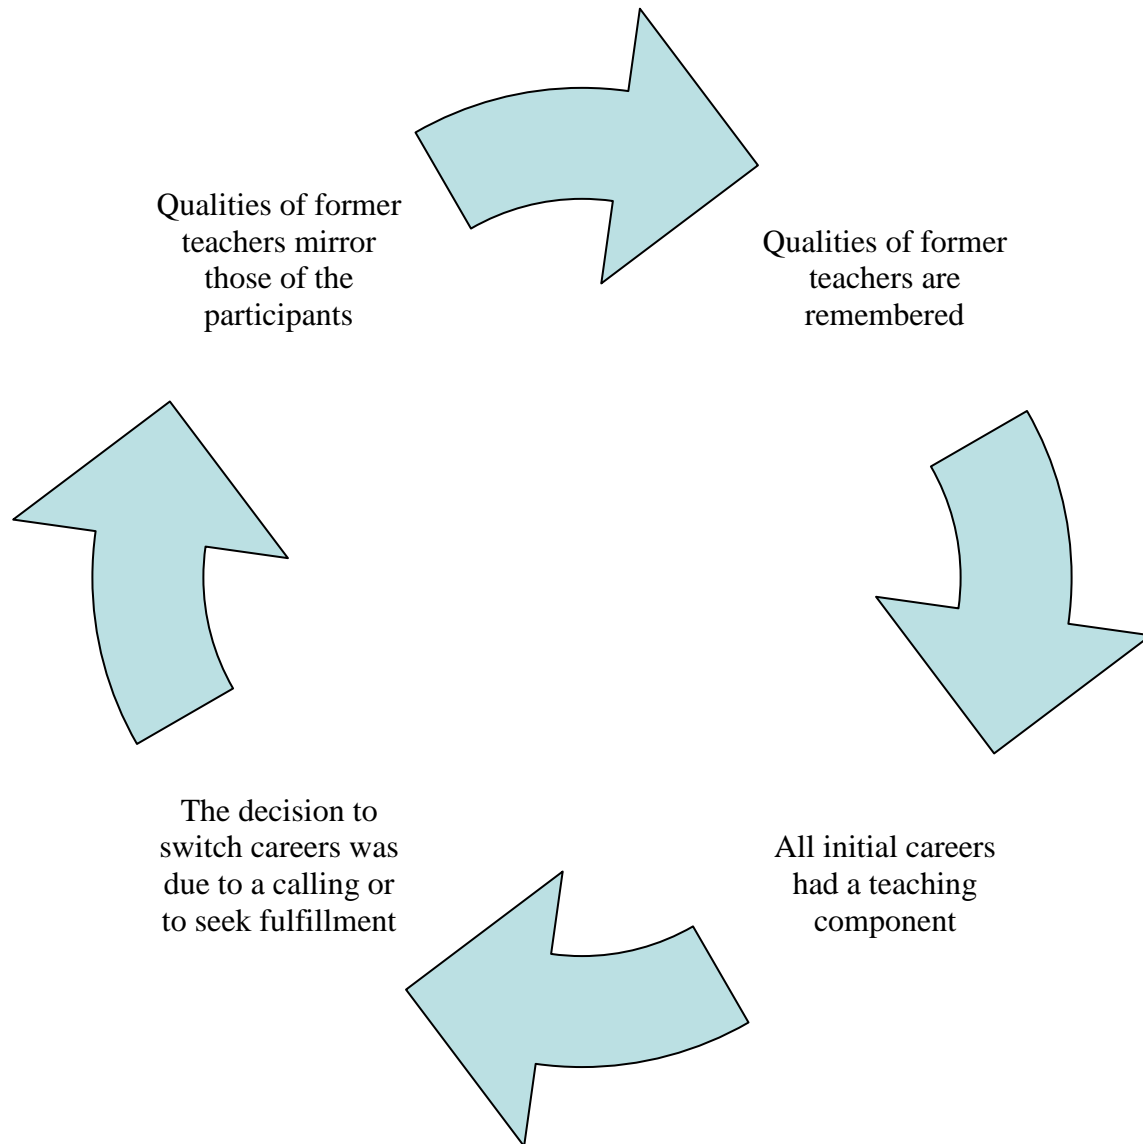 Qualities of former
teachers mirror
those of the
participants
Qualities of former
teachers are
remembered
All initial careers
had a teaching
component
The decision to
switch careers was
due to a calling or
to seek fulfillment